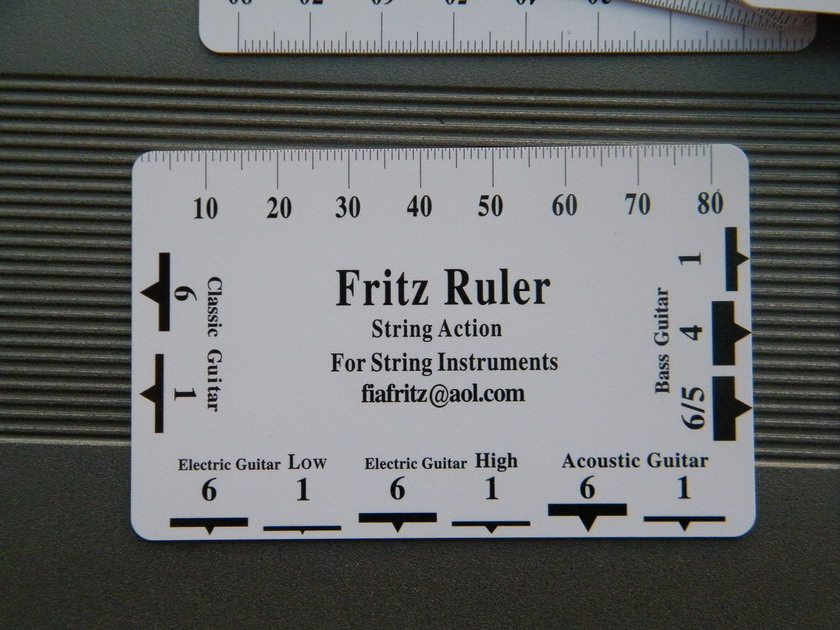 10 20 30 40 50 60 70 80
Fritz Ruler
String Action
For String Instruments
fiafritz@aol.com
6 1
Classic Guitar
1 4 6/5
Bass Guitar
Electric Guitar Low
6 1
Electric Guitar High
6 1
Acoustic Guitar
6 1